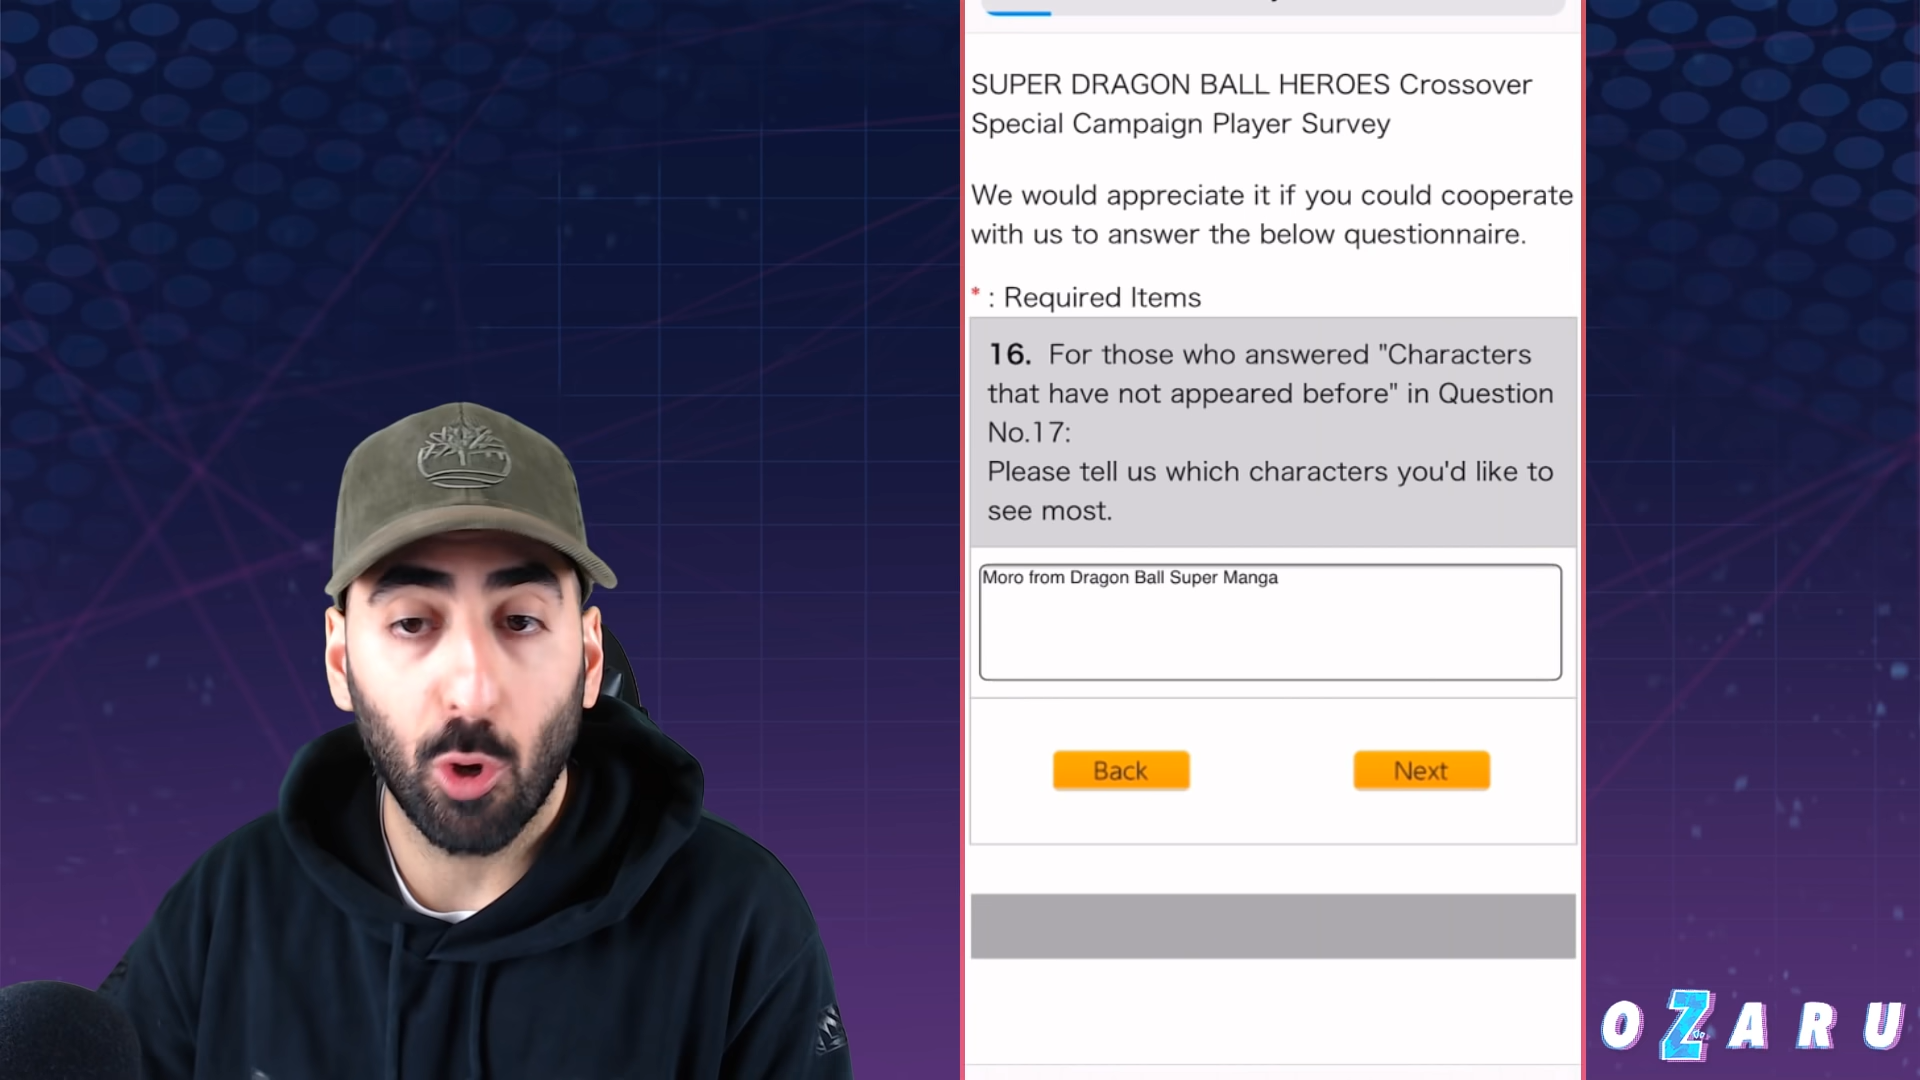 SUPER DRAGON BALL HEROES Crossover
Special Campaign Player Survey
We would appreciate it if you could cooperate
with us to answer the below questionnaire.
* : Required Items
16. For those who answered "Characters
that have not appeared before" in Question
No.17:
Please tell us which characters you'd like to
see most.
Moro from Dragon Ball Super Manga
Back
Next
OZARU